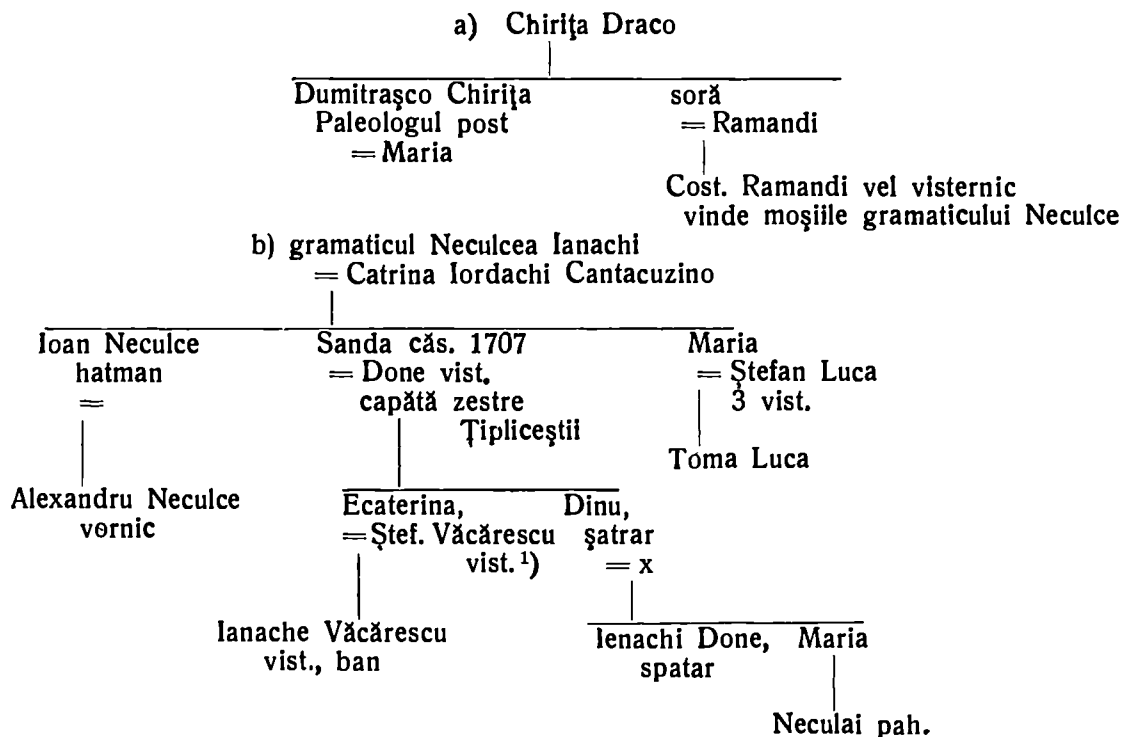 a) Chirița Draco
Dumitrașco Chirița soră
Paleologul post = Ramandi
= Maria
Cost. Ramandi vel visternic
vinde moșiile gramaticului Neculce
b) gramaticul Neculcea Ianachi
= Catrina Iordachi Cantacuzino
Ioan Neculce Sanda căs. 1707 Maria
hatman = Done vist. = Ștefan Luca
= capătă zestre 3 vist.
Țipliceștii
Toma Luca
Alexandru Neculce Ecaterina, Dinu,
vornic = Ștef. Văcărescu șatrar
vist. ¹) = x
Ianache Văcărescu Ienachi Done, Maria
vist., ban spatar
Neculai pah.